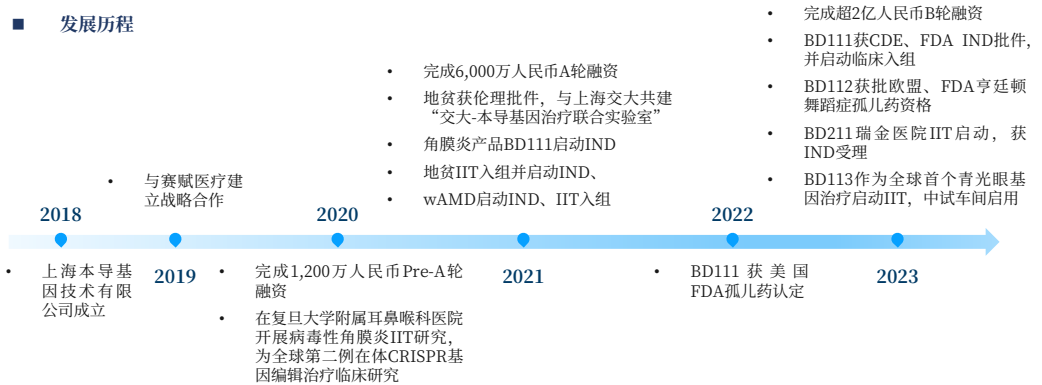 ■ 发展历程
2018
• 上海本导基
因技术有限
公司成立
• 与赛赋医疗建
立战略合作
2019
2020
• 完成1,200万人民币Pre-A轮
融资
• 在复旦大学附属耳鼻喉科医院
开展病毒性角膜炎IIT研究，
为全球第二例在体CRISPR基
因编辑治疗临床研究
• 完成6,000万人民币A轮融资
• 地贫获伦理批件，与上海交大共建
“交大-本导基因治疗联合实验室”
• 角膜炎产品BD111启动IND
• 地贫IIT入组并启动IND、
• wAMD启动IND、IIT入组
2021
2022
• BD111获美国
FDA孤儿药认定
• 完成超2亿人民币B轮融资
• BD111获CDE、FDA IND批件,
并启动临床入组
• BD112获批欧盟、FDA亨廷顿
舞蹈症孤儿药资格
• BD211瑞金医院IIT启动，获
IND受理
• BD113作为全球首个青光眼基
因治疗启动IIT，中试车间启用
2023